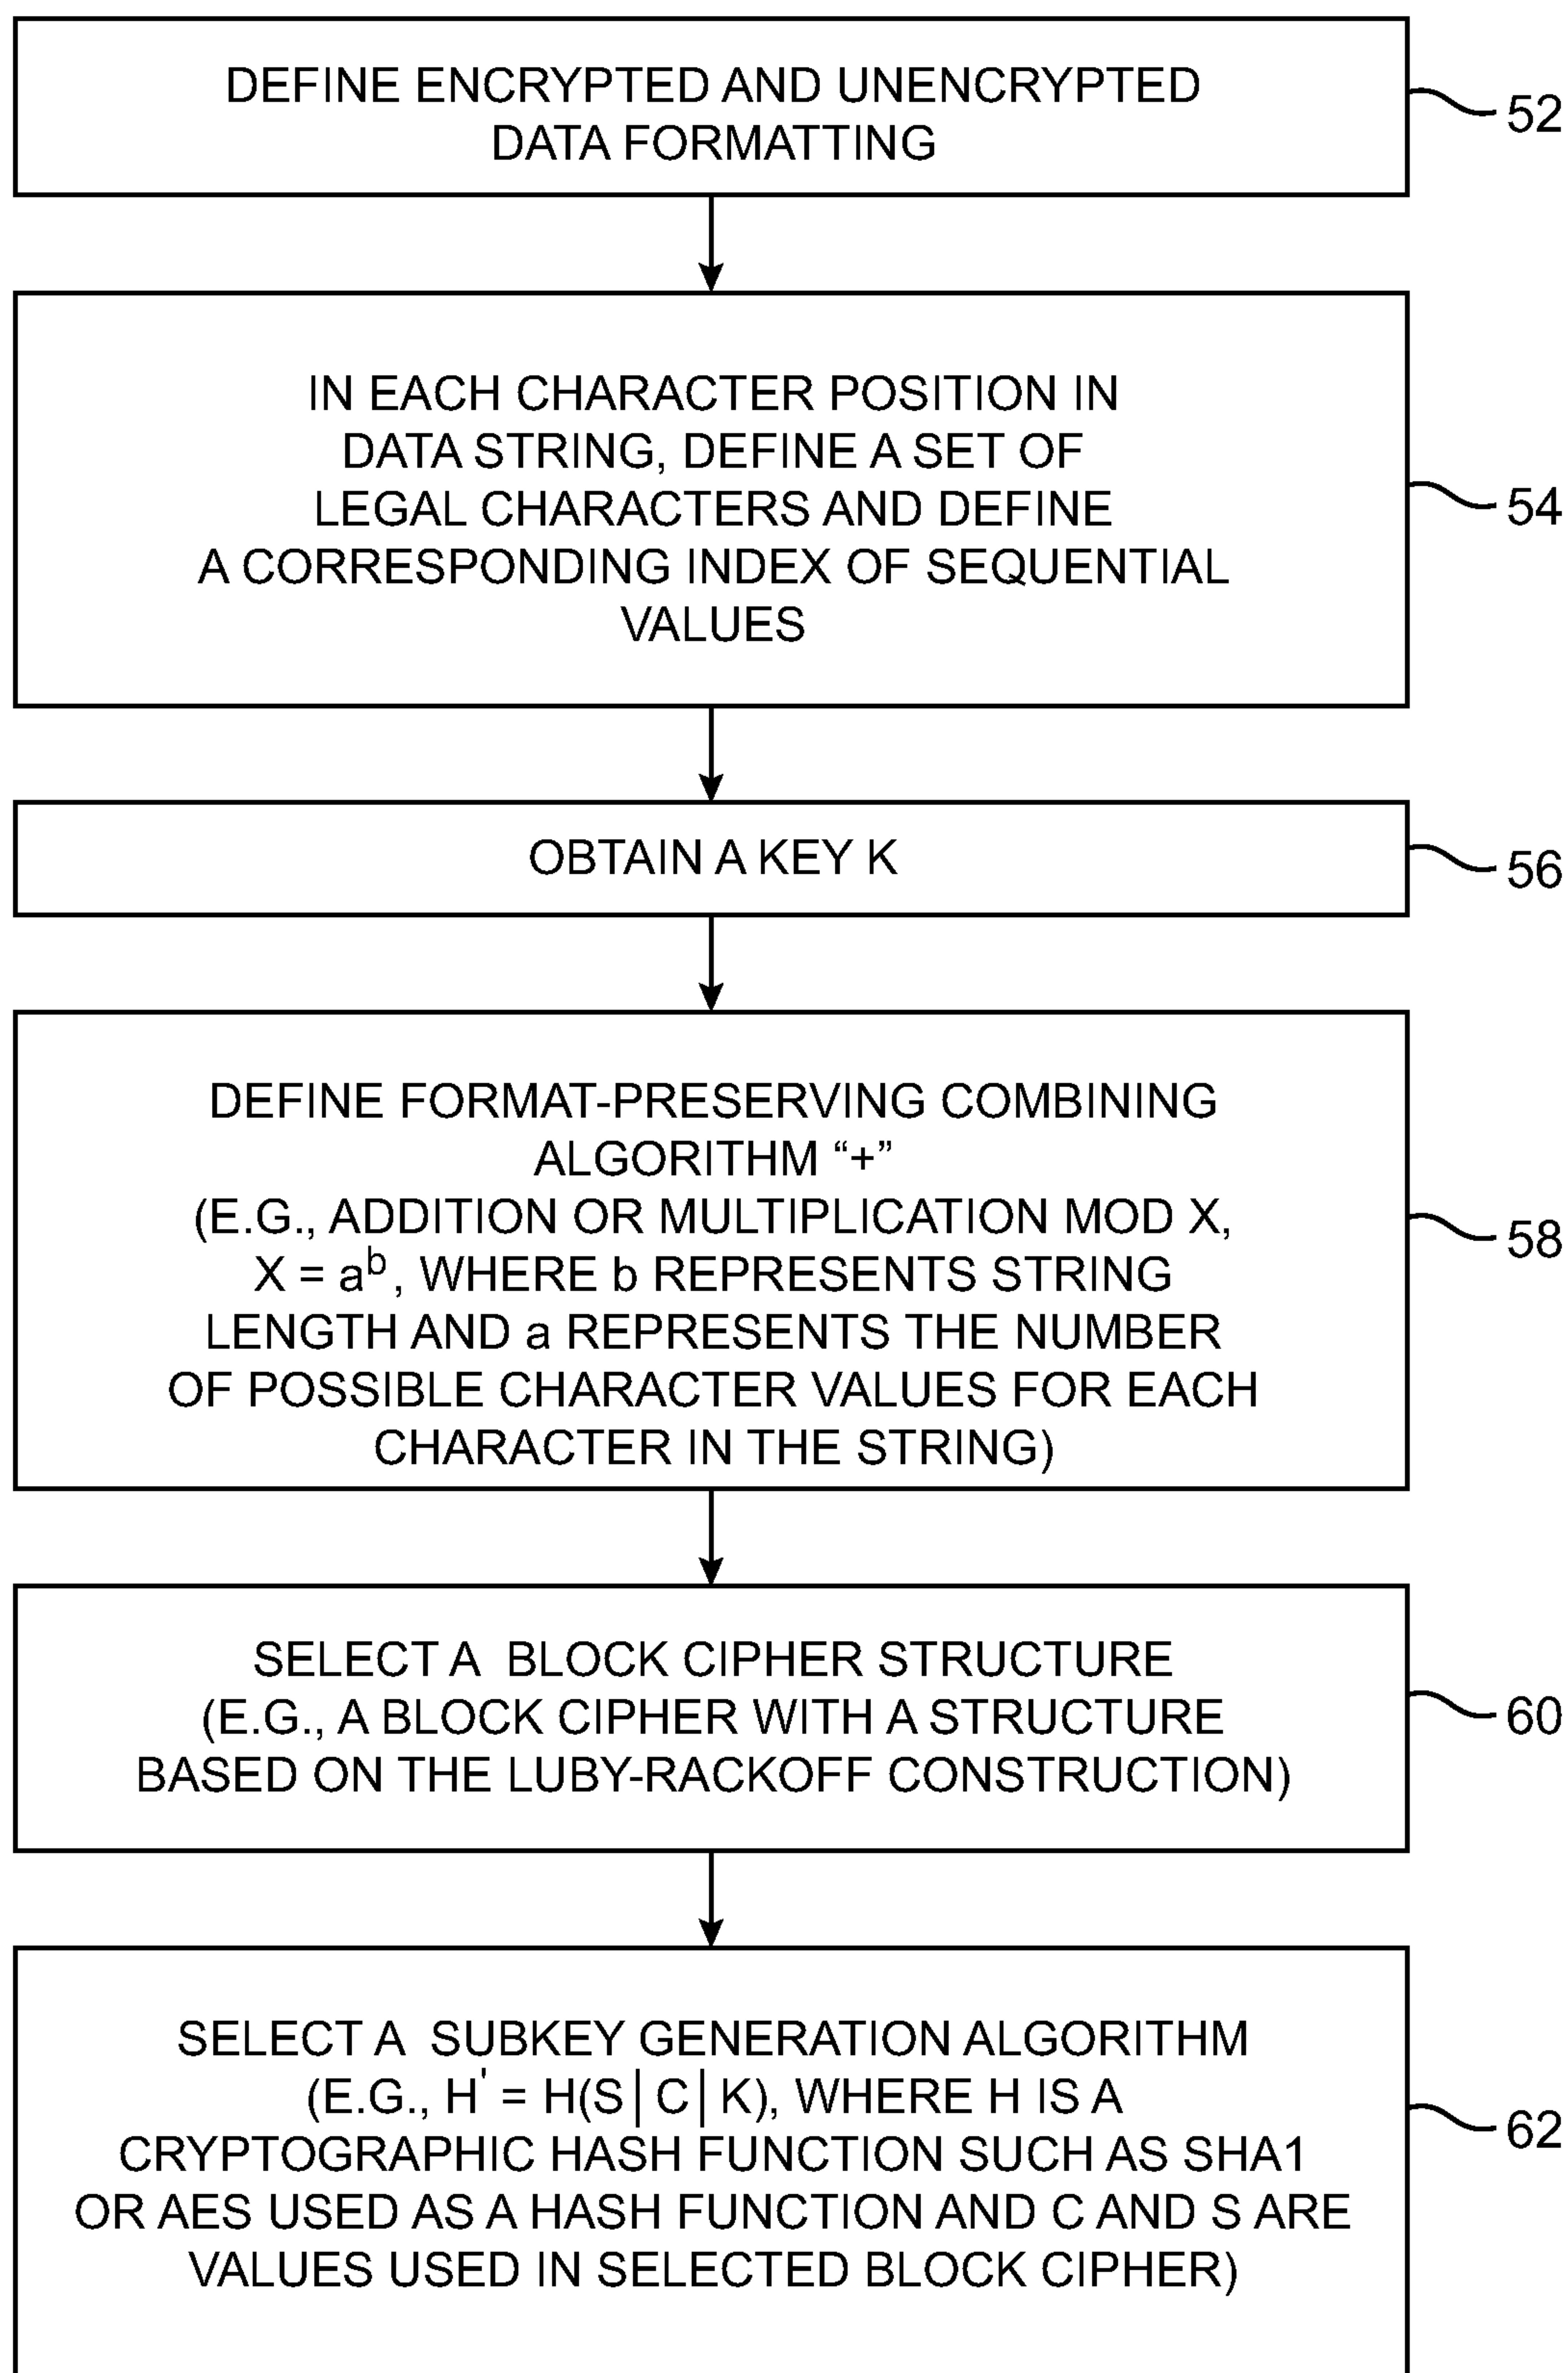 DEFINE ENCRYPTED AND UNENCRYPTED
DATA FORMATTING
52
IN EACH CHARACTER POSITION IN
DATA STRING, DEFINE A SET OF
LEGAL CHARACTERS AND DEFINE
A CORRESPONDING INDEX OF SEQUENTIAL
VALUES
54
OBTAIN A KEY K
56
DEFINE FORMAT-PRESERVING COMBINING
ALGORITHM “+”
(E.G., ADDITION OR MULTIPLICATION MOD X,
X = a^b, WHERE b REPRESENTS STRING
LENGTH AND a REPRESENTS THE NUMBER
OF POSSIBLE CHARACTER VALUES FOR EACH
CHARACTER IN THE STRING)
58
SELECT A BLOCK CIPHER STRUCTURE
(E.G., A BLOCK CIPHER WITH A STRUCTURE
BASED ON THE LUBY-RACKOFF CONSTRUCTION)
60
SELECT A SUBKEY GENERATION ALGORITHM
(E.G., H' = H(S|C|K), WHERE H IS A
CRYPTOGRAPHIC HASH FUNCTION SUCH AS SHA1
OR AES USED AS A HASH FUNCTION AND C AND S ARE
VALUES USED IN SELECTED BLOCK CIPHER)
62